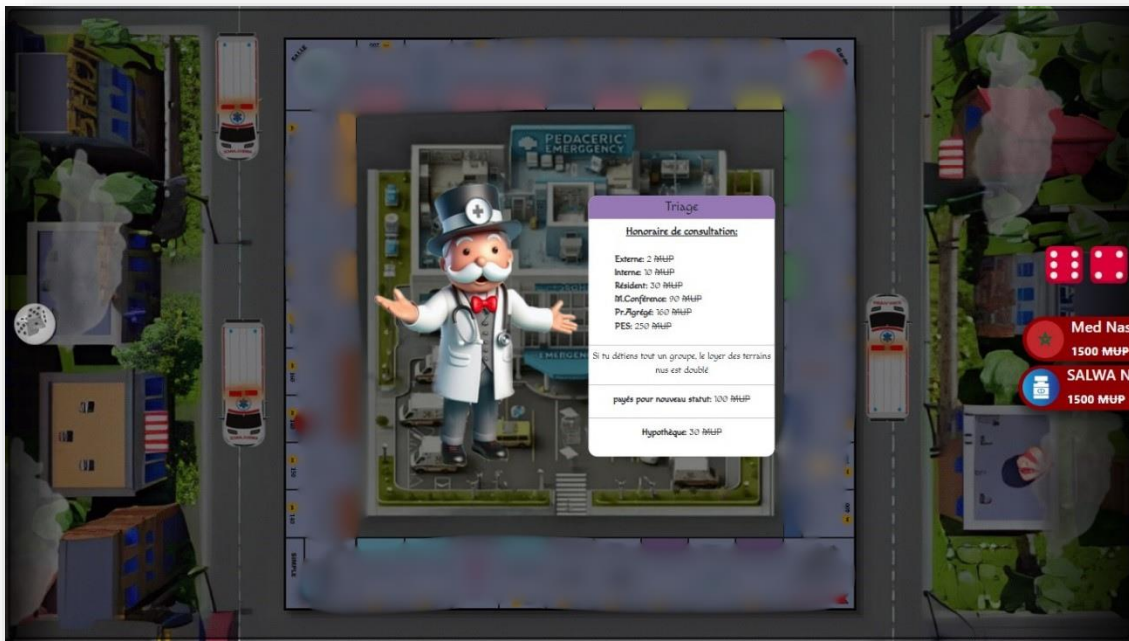 PEDACERIC'
EMERGGENCY
Triage
Honoraire de consultation:
Externe: 2 MUP
Interne: 10 MUP
Résident: 30 MUP
M.Conférence: 90 MUP
Pr.Agrégé: 160 MUP
PES: 250 MUP
Si tu détiens tout un groupe, le loyer des terrains
nus est doublé
payés pour nouveau statut: 100 MUP
Hypothèque: 30 MUP
Med Nas
1500 MUP
SALWA N
1500 MUP
SIMPLE